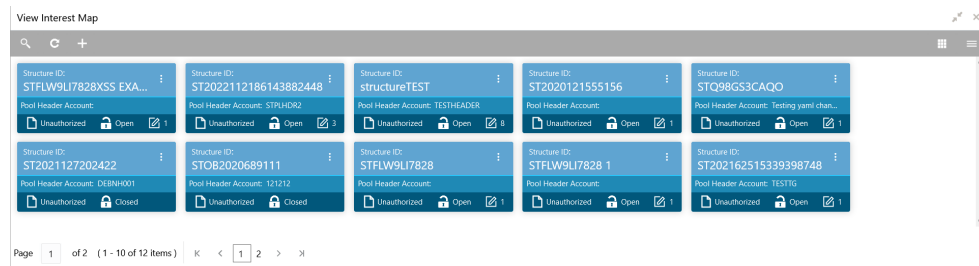 View Interest Map
Structure ID:
STFLW9LI7828XSS EXA...
Pool Header Account:
Unauthorized Open 1
Structure ID:
ST2022112186143882448
Pool Header Account: STPLHDR2
Unauthorized Open 3
Structure ID:
structureTEST
Pool Header Account: TESTHEADER
Unauthorized Open 8
Structure ID:
ST2020121555156
Pool Header Account:
Unauthorized Open 1
Structure ID:
STQ98GS3CAQO
Pool Header Account: Testing yaml chan...
Unauthorized Open 1
Structure ID:
ST2021127202422
Pool Header Account: DEBNH001
Unauthorized Closed
Structure ID:
STOB2020689111
Pool Header Account: 121212
Unauthorized Closed
Structure ID:
STFLW9LI7828
Pool Header Account:
Unauthorized Open 1
Structure ID:
STFLW9LI7828 1
Pool Header Account:
Unauthorized Open 1
Structure ID:
ST202162515339398748
Pool Header Account: TESTTG
Unauthorized Open 1
Page 1 of 2 ( 1 - 10 of 12 items ) 1 2